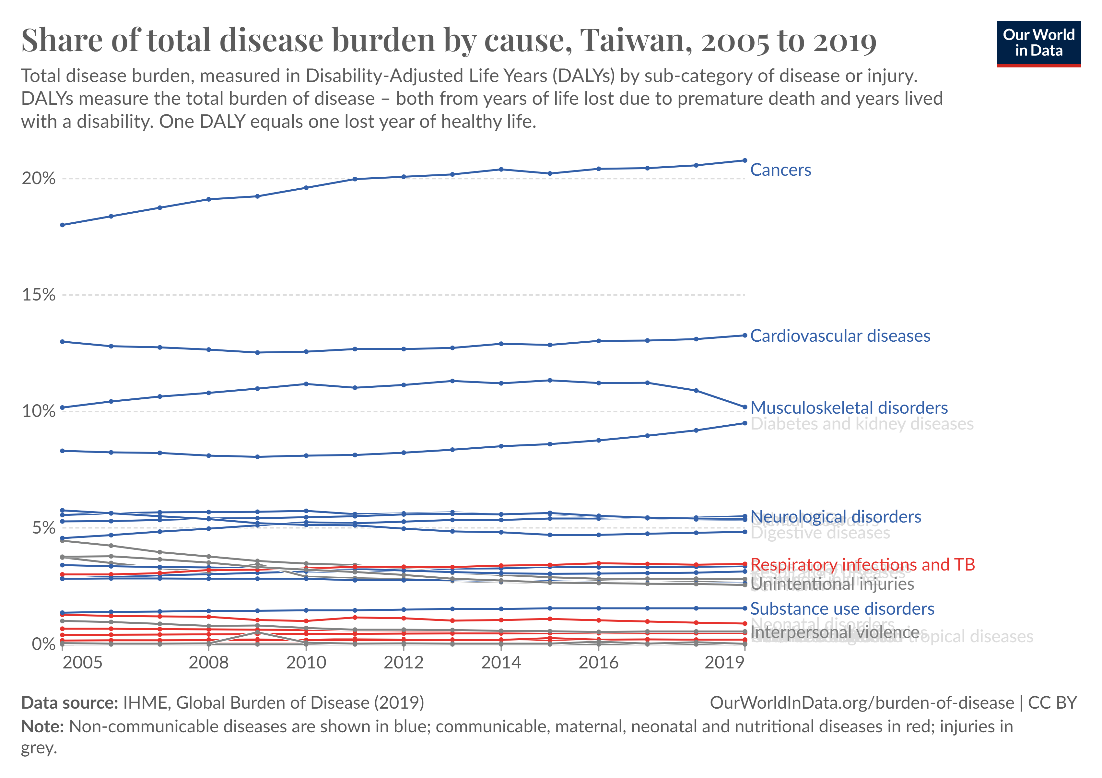 Share of total disease burden by cause, Taiwan, 2005 to 2019
Our World
in Data
Total disease burden, measured in Disability-Adjusted Life Years (DALYs) by sub-category of disease or injury.
DALYs measure the total burden of disease – both from years of life lost due to premature death and years lived
with a disability. One DALY equals one lost year of healthy life.
20%
Cancers
15%
Cardiovascular diseases
10%
Musculoskeletal disorders
Diabetes and kidney diseases
5%
Neurological disorders
Digestive diseases
Respiratory infections and TB
Unintentional injuries
Substance use disorders
Neonatal disorders
Interpersonal violence
tropical diseases
0%
2005 2008 2010 2012 2014 2016 2019
Data source: IHME, Global Burden of Disease (2019)
OurWorldInData.org/burden-of-disease | CC BY
Note: Non-communicable diseases are shown in blue; communicable, maternal, neonatal and nutritional diseases in red; injuries in
grey.